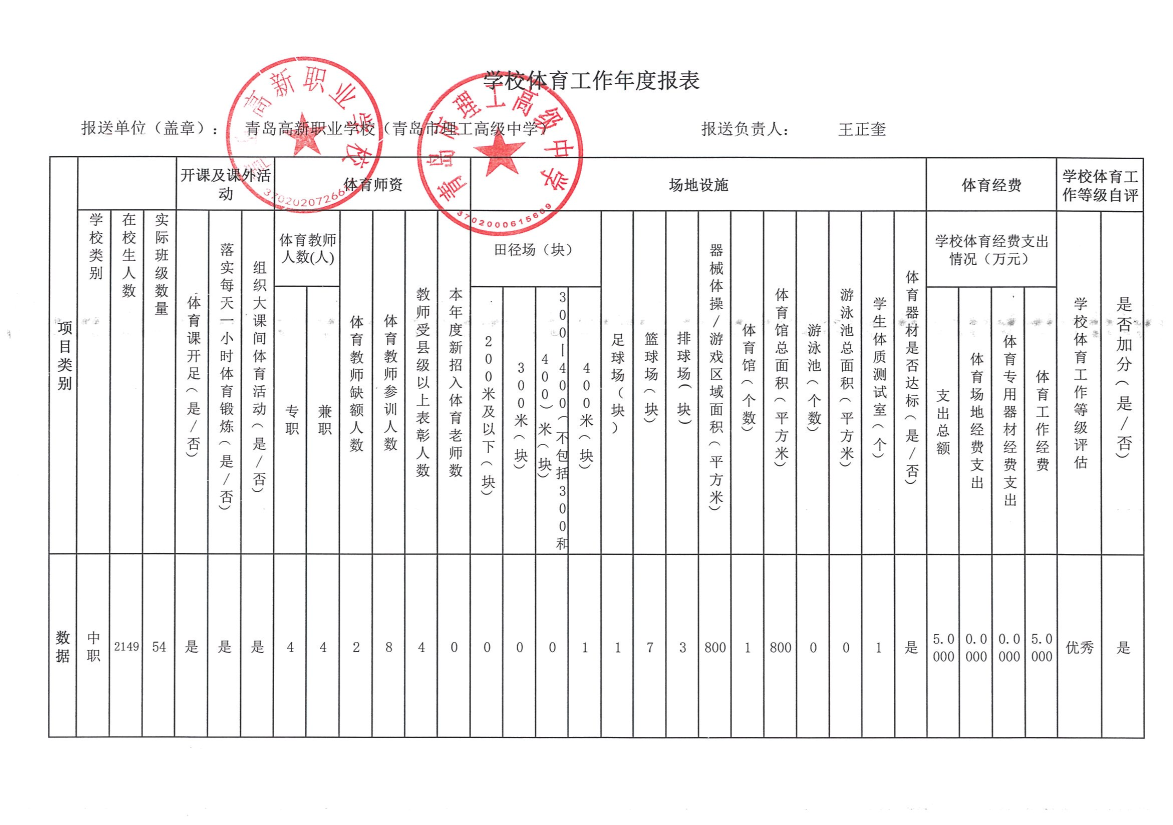 学校体育工作年度报表
报送单位（盖章）： 青岛高新职业学校（青岛市理工高级中学） 报送负责人： 王正奎
高新职业学校
37020207266
青岛市理工高级中学
3702000615609
项目类别
开课及课外活动
体育师资
场地设施
体育经费
学校体育工作等级自评
学校类别
在校生人数
实际班级数量
体育课开足（是/否）
落实每天一小时体育锻炼（是/否）
组织大课间体育活动（是/否）
体育教师人数(人)
专职
兼职
体育教师缺额人数
体育教师参训人数
教师受县级以上表彰人数
本年度新招入体育老师数
田径场（块）
200米及以下（块）
300米（块）
300—400（不包括300和400）米（块）
400米（块）
足球场（块）
篮球场（块）
排球场（块）
器械体操/游戏区域面积（平方米）
体育馆（个数）
体育馆总面积（平方米）
游泳池（个数）
游泳池总面积（平方米）
学生体质测试室（个）
体育器材是否达标（是/否）
学校体育经费支出情况（万元）
支出总额
体育场地经费支出
体育专用器材经费支出
体育工作经费
学校体育工作等级评估
是否加分（是/否）
数据 中职 2149 54 是 是 是 4 4 2 8 4 0 0 0 0 1 1 7 3 800 1 800 0 0 1 是 5.0000 0.0000 0.0000 5.0000 优秀 是